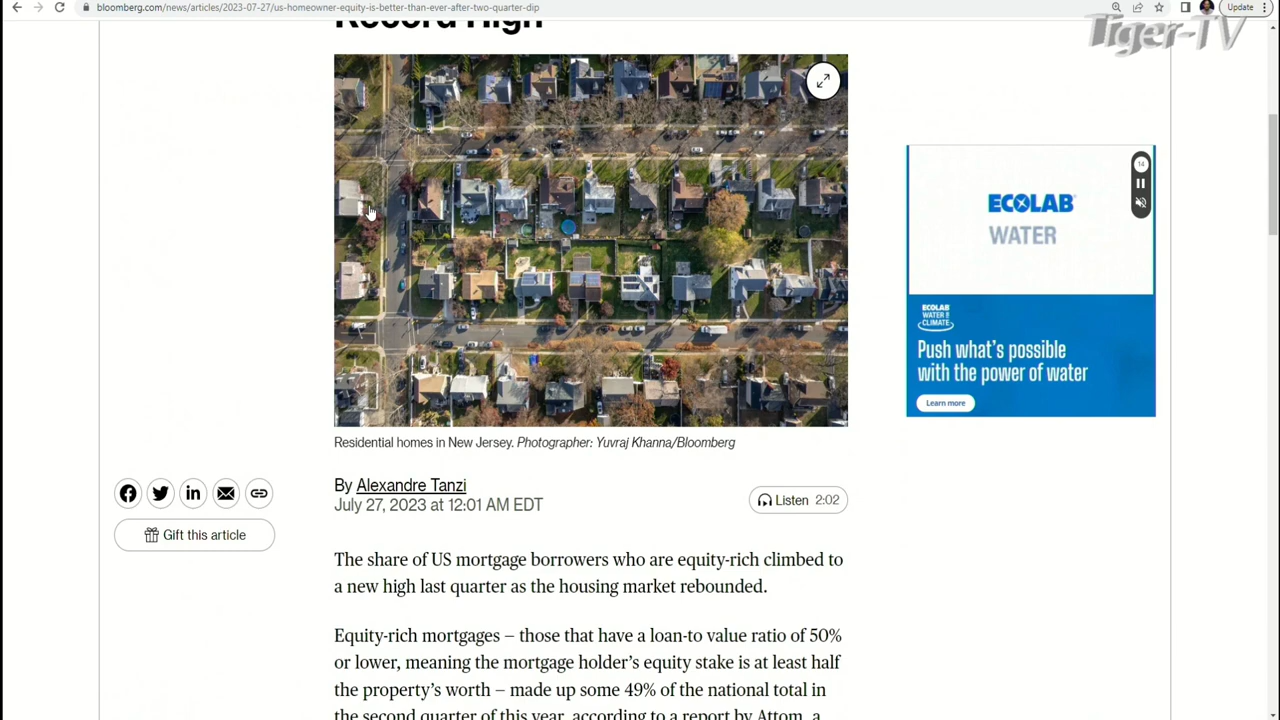 bloomberg.com/news/articles/2023-07-27/us-homeowner-equity-is-better-than-ever-after-two-quarter-dip
Update
Tiger-TV
Record High
14
ECOLAB
WATER
ECOLAB
WATER FOR
CLIMATE
Push what's possible
with the power of water
Learn more
Residential homes in New Jersey. Photographer: Yuvraj Khanna/Bloomberg
By Alexandre Tanzi
July 27, 2023 at 12:01 AM EDT
Listen 2:02
in
Gift this article
The share of US mortgage borrowers who are equity-rich climbed to
a new high last quarter as the housing market rebounded.
Equity-rich mortgages – those that have a loan-to value ratio of 50%
or lower, meaning the mortgage holder's equity stake is at least half
the property's worth – made up some 49% of the national total in
the second quarter of this year, according to a report by Attom, a